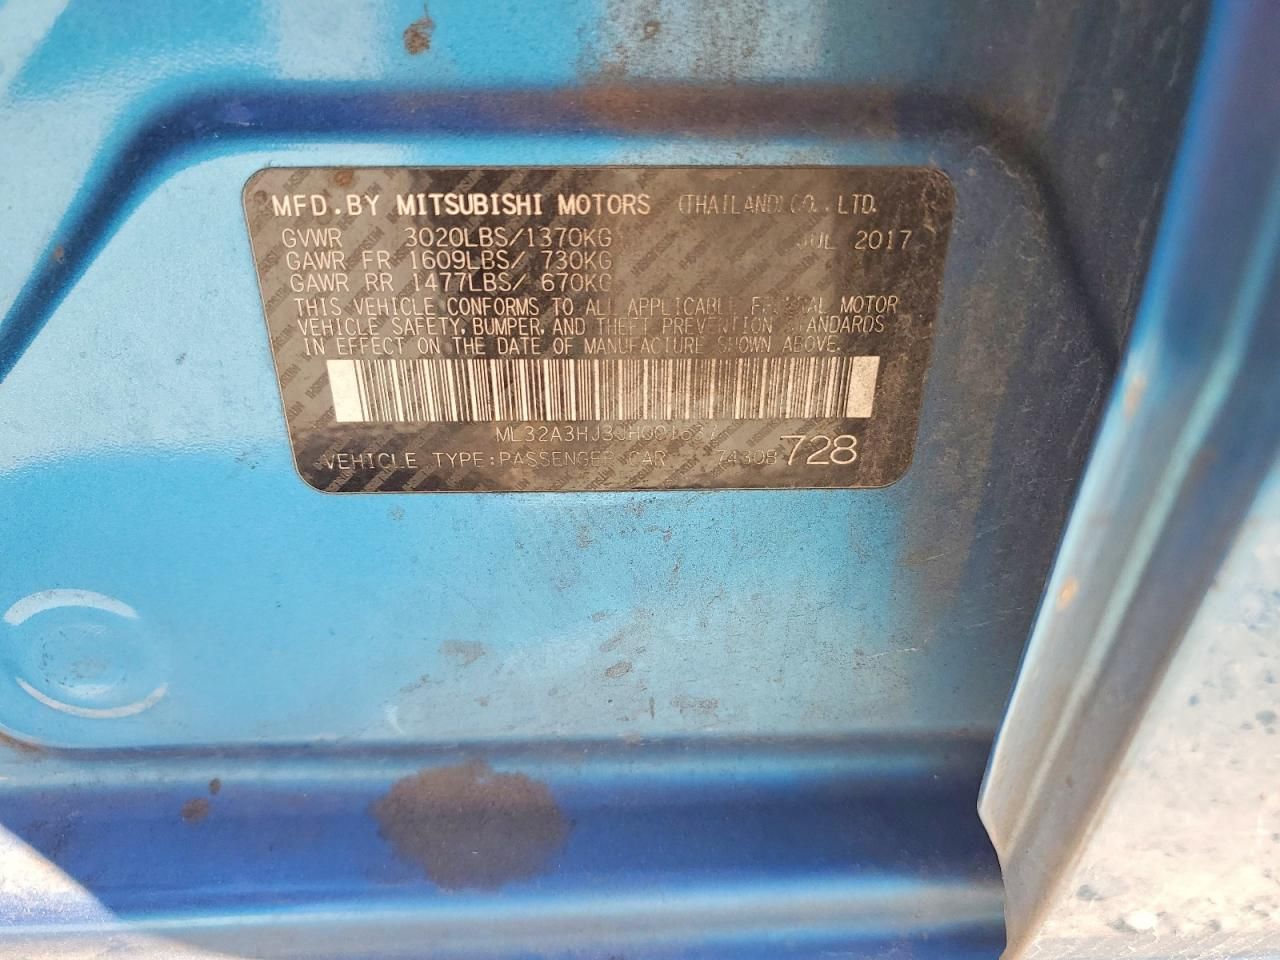 MFD.BY MITSUBISHI MOTORS (THAILAND) CO., LTD.
GVWR 3020LBS/1370KG JUL 2017
GAWR FR 1609LBS/ 730KG
GAWR RR 1477LBS/ 670KG
THIS VEHICLE CONFORMS TO ALL APPLICABLE FEDERAL MOTOR
VEHICLE SAFETY, BUMPER, AND THEFT PREVENTION STANDARDS
IN EFFECT ON THE DATE OF MANUFACTURE SHOWN ABOVE.
VEHICLE TYPE:PASSENGER CAR 74308 728